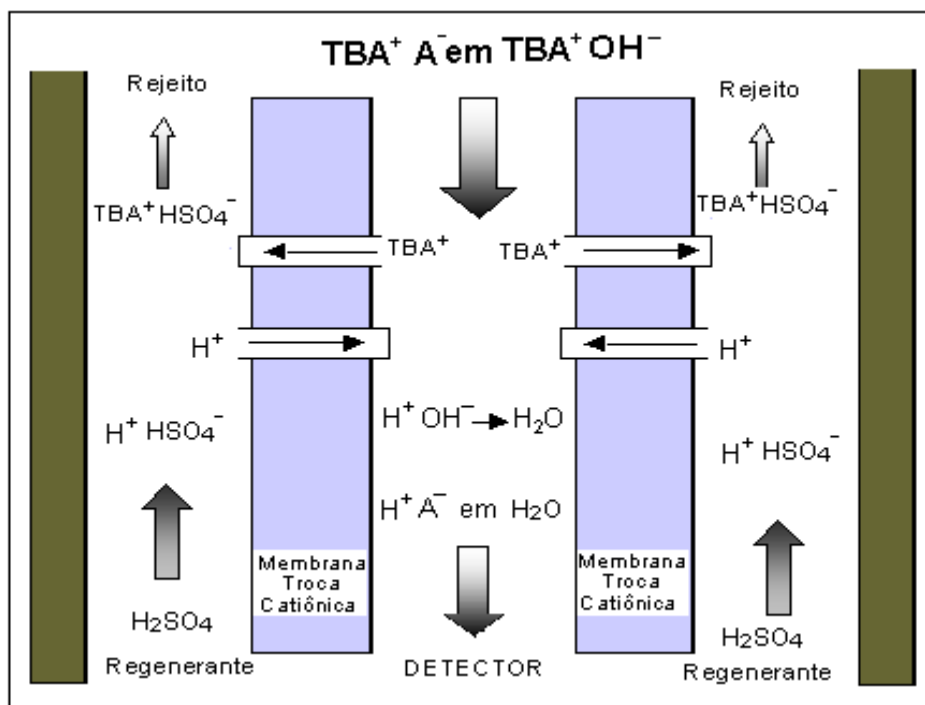 TBA⁺ A⁻ em TBA⁺ OH⁻
Rejeito
Rejeito
TBA⁺ HSO₄⁻
TBA⁺ HSO₄⁻
TBA⁺
TBA⁺
H⁺
H⁺
H⁺ OH⁻ → H₂O
H⁺ HSO₄⁻
H⁺ HSO₄⁻
H⁺ A⁻ em H₂O
Membrana
Troca
Catiônica
Membrana
Troca
Catiônica
H₂SO₄
Regenerante
DETECTOR
H₂SO₄
Regenerante